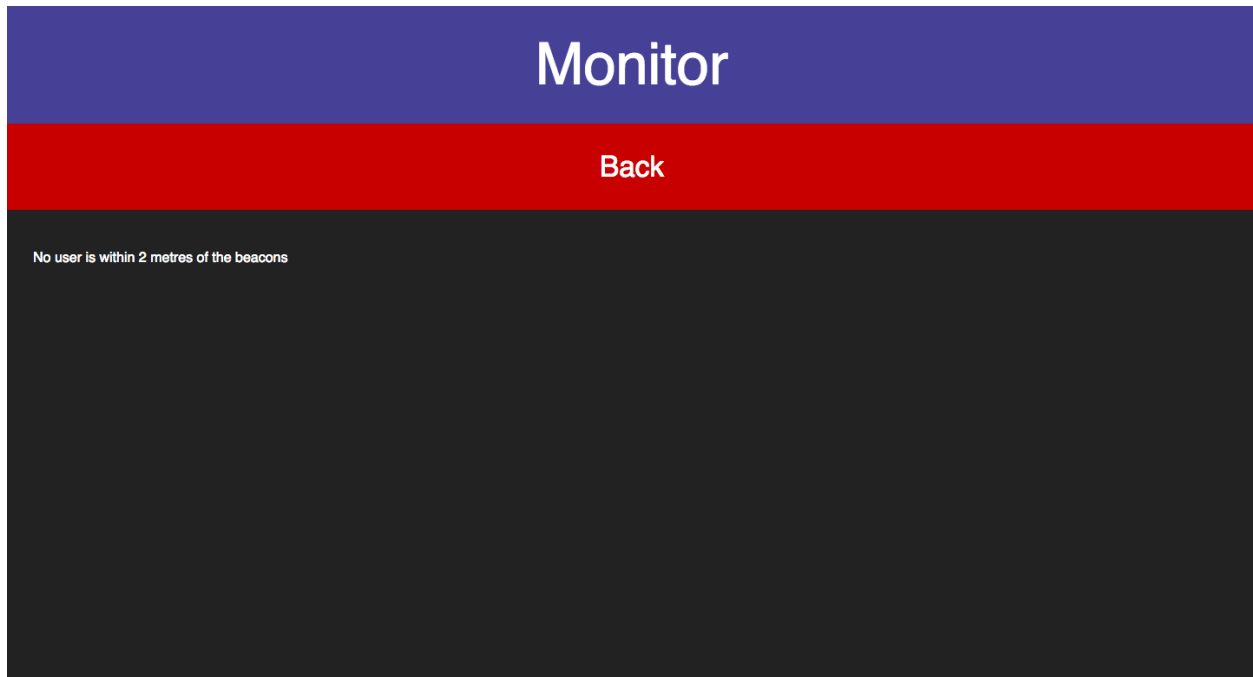 Monitor
Back
No user is within 2 metres of the beacons